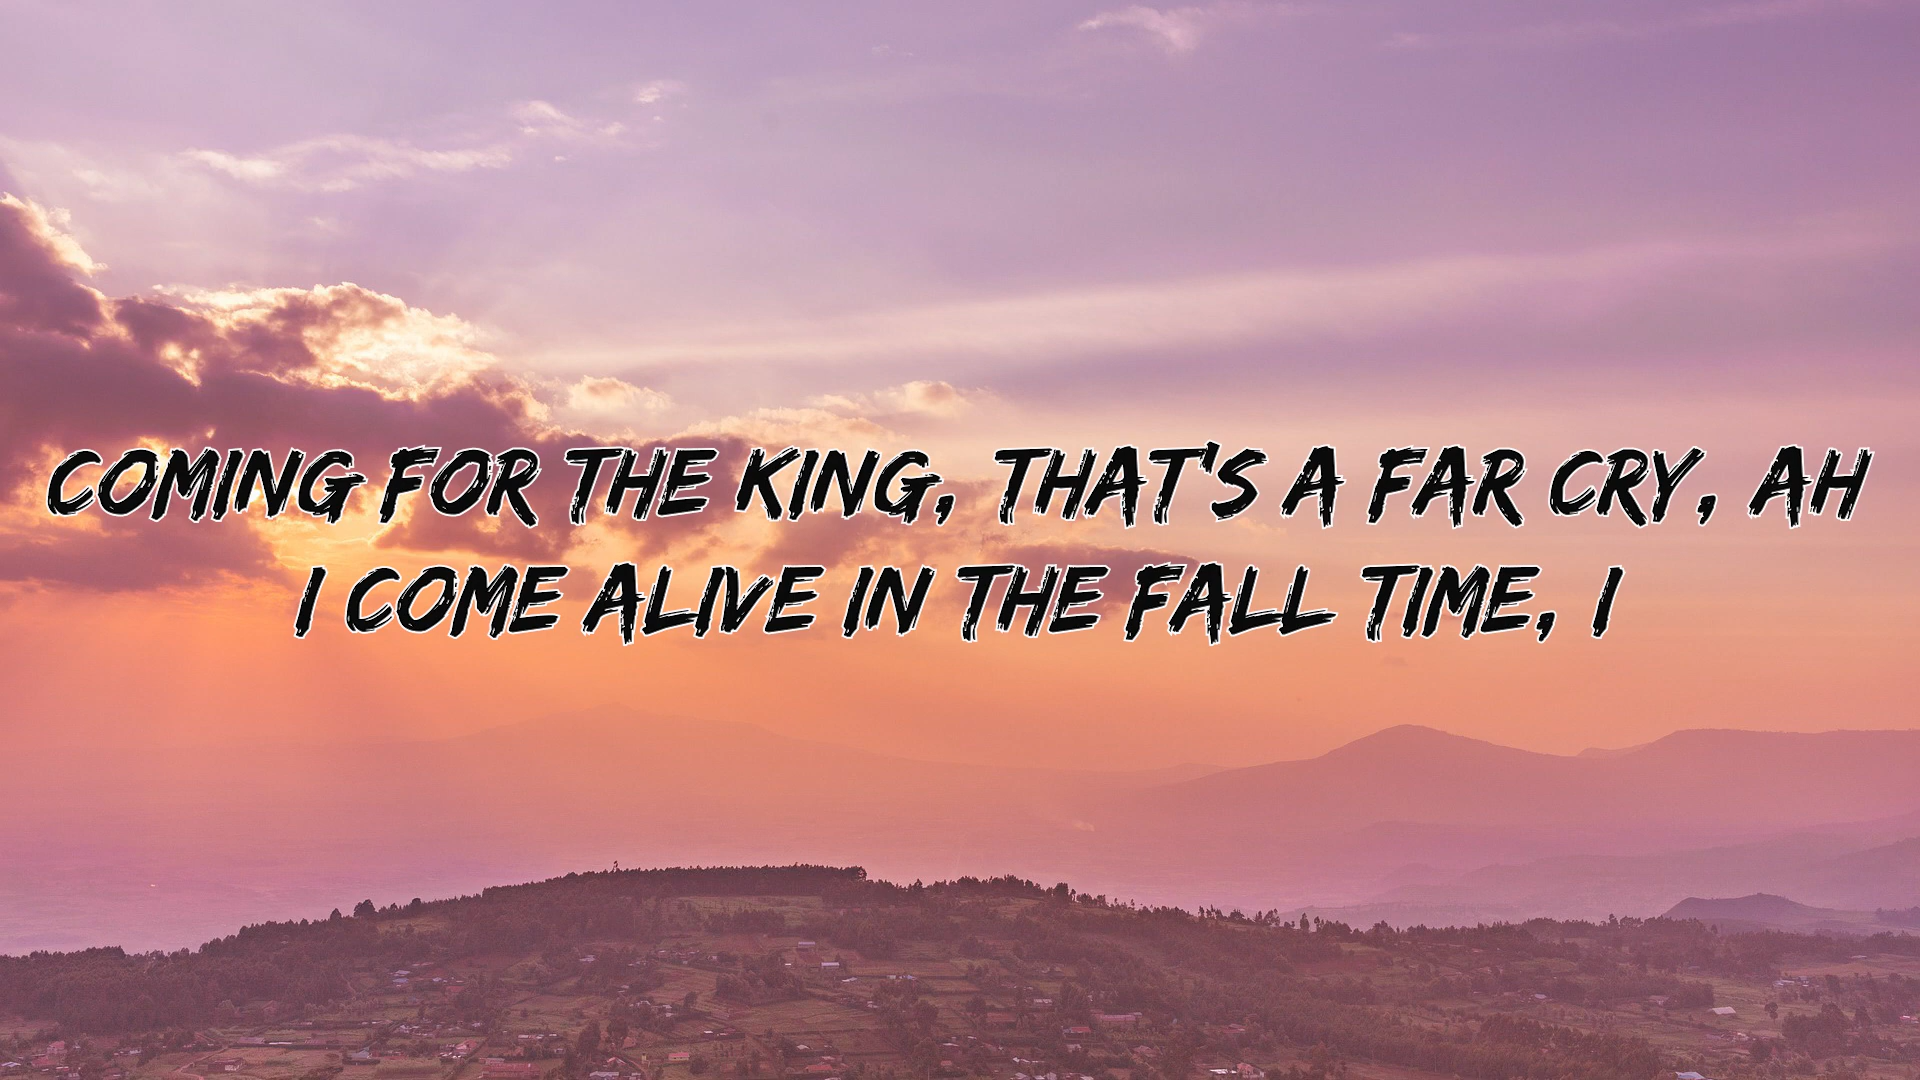 COMING FOR THE KING, THAT'S A FAR CRY, AH
I COME ALIVE IN THE FALL TIME, I